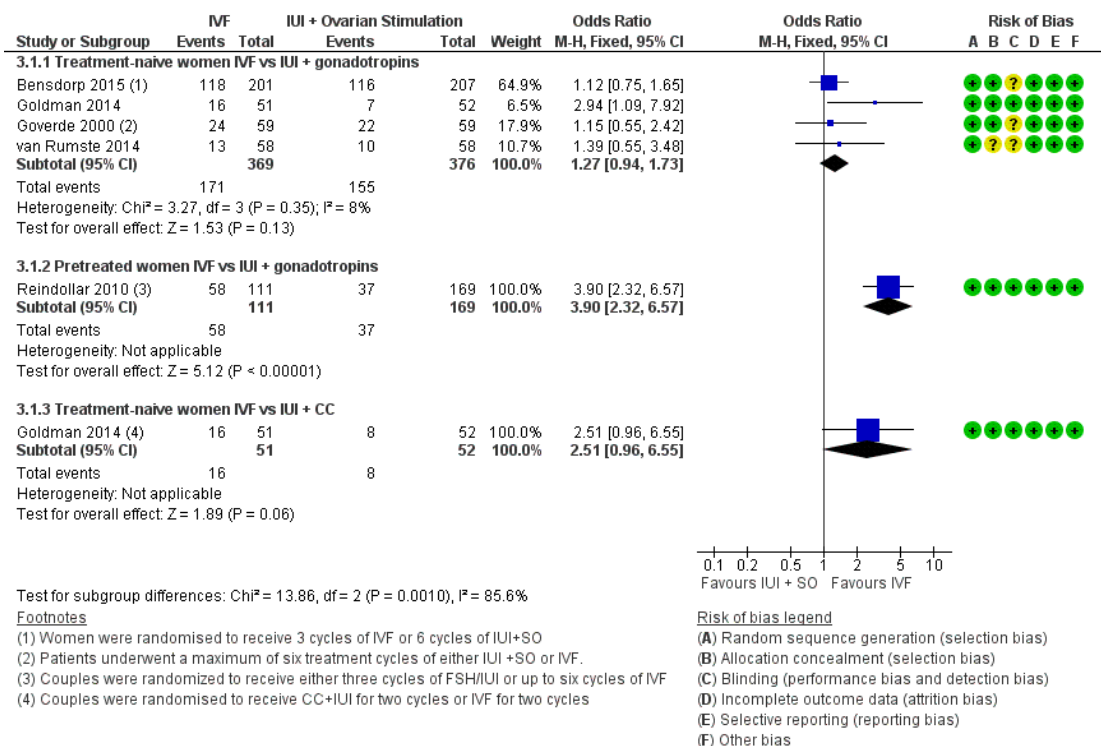 IVF IUI + Ovarian Stimulation Odds Ratio Odds Ratio Risk of Bias
Study or Subgroup Events Total Events Total Weight M-H, Fixed, 95% CI M-H, Fixed, 95% CI A B C D E F
3.1.1 Treatment-naive women IVF vs IUI + gonadotropins
Bensdorp 2015 (1) 118 201 116 207 64.9% 1.12 [0.75, 1.65] + + ? + + +
Goldman 2014 16 51 7 52 6.5% 2.94 [1.09, 7.92] + + + + + +
Goverde 2000 (2) 24 59 22 59 17.9% 1.15 [0.55, 2.42] + + ? + + +
van Rumste 2014 13 58 10 58 10.7% 1.39 [0.55, 3.48] + ? ? + + +
Subtotal (95% CI) 369 376 100.0% 1.27 [0.94, 1.73]
Total events 171 155
Heterogeneity: Chi² = 3.27, df = 3 (P = 0.35); I² = 8%
Test for overall effect: Z = 1.53 (P = 0.13)
3.1.2 Pretreated women IVF vs IUI + gonadotropins
Reindollar 2010 (3) 58 111 37 169 100.0% 3.90 [2.32, 6.57] + + + + + +
Subtotal (95% CI) 111 169 100.0% 3.90 [2.32, 6.57]
Total events 58 37
Heterogeneity: Not applicable
Test for overall effect: Z = 5.12 (P < 0.00001)
3.1.3 Treatment-naive women IVF vs IUI + CC
Goldman 2014 (4) 16 51 8 52 100.0% 2.51 [0.96, 6.55] + + + + + +
Subtotal (95% CI) 51 52 100.0% 2.51 [0.96, 6.55]
Total events 16 8
Heterogeneity: Not applicable
Test for overall effect: Z = 1.89 (P = 0.06)
0.1 0.2 0.5 1 2 5 10
Favours IUI + SO Favours IVF
Test for subgroup differences: Chi² = 13.86, df = 2 (P = 0.0010), I² = 85.6%
Footnotes
(1) Women were randomised to receive 3 cycles of IVF or 6 cycles of IUI+SO
(2) Patients underwent a maximum of six treatment cycles of either IUI +SO or IVF.
(3) Couples were randomized to receive either three cycles of FSH/IUI or up to six cycles of IVF
(4) Couples were randomised to receive CC+IUI for two cycles or IVF for two cycles
Risk of bias legend
(A) Random sequence generation (selection bias)
(B) Allocation concealment (selection bias)
(C) Blinding (performance bias and detection bias)
(D) Incomplete outcome data (attrition bias)
(E) Selective reporting (reporting bias)
(F) Other bias